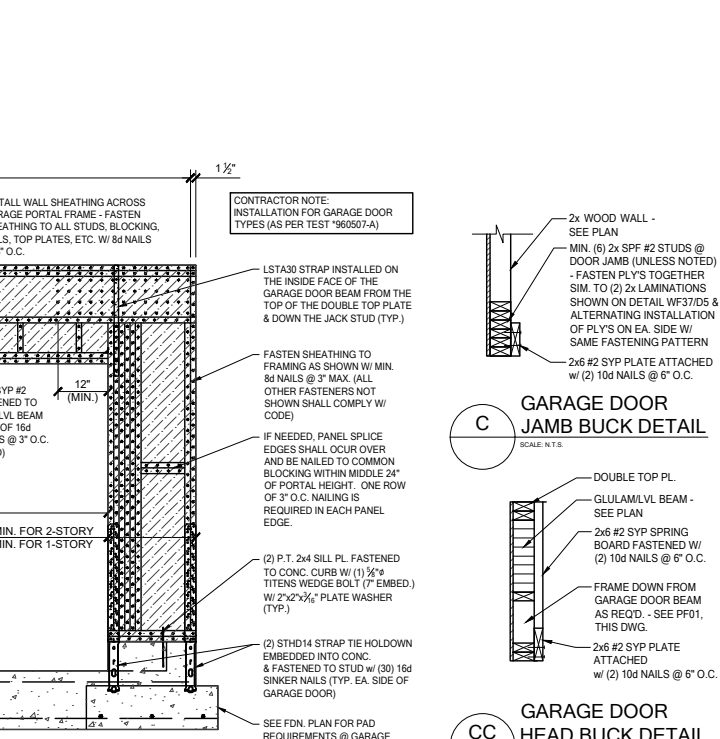 1 ½"
TALL WALL SHEATHING ACROSS
RAGE PORTAL FRAME - FASTEN
EATHING TO ALL STUDS, BLOCKING,
LS, TOP PLATES, ETC. W/ 8d NAILS
" O.C.
CONTRACTOR NOTE:
INSTALLATION FOR GARAGE DOOR
TYPES (AS PER TEST "960507-A)
LSTA30 STRAP INSTALLED ON
THE INSIDE FACE OF THE
GARAGE DOOR BEAM FROM THE
TOP OF THE DOUBLE TOP PLATE
& DOWN THE JACK STUD (TYP.)
FASTEN SHEATHING TO
FRAMING AS SHOWN W/ MIN.
8d NAILS @ 3" MAX. (ALL
OTHER FASTENERS NOT
SHOWN SHALL COMPLY W/
CODE)
SYP #2
ENED TO
LVL BEAM
OF 16d
S @ 3" O.C.
)
12"
(MIN.)
IF NEEDED, PANEL SPLICE
EDGES SHALL OCUR OVER
AND BE NAILED TO COMMON
BLOCKING WITHIN MIDDLE 24"
OF PORTAL HEIGHT. ONE ROW
OF 3" O.C. NAILING IS
REQUIRED IN EACH PANEL
EDGE.
MIN. FOR 2-STORY
MIN. FOR 1-STORY
(2) P.T. 2x4 SILL PL. FASTENED
TO CONC. CURB W/ (1) ⅝"ø
TITENS WEDGE BOLT (7" EMBED.)
W/ 2"x2"x3⁄16" PLATE WASHER
(TYP.)
(2) STHD14 STRAP TIE HOLDOWN
EMBEDDED INTO CONC.
& FASTENED TO STUD w/ (30) 16d
SINKER NAILS (TYP. EA. SIDE OF
GARAGE DOOR)
SEE FDN. PLAN FOR PAD
REQUIREMENTS @ GARAGE
2x WOOD WALL -
SEE PLAN
MIN. (6) 2x SPF #2 STUDS @
DOOR JAMB (UNLESS NOTED)
- FASTEN PLY'S TOGETHER
SIM. TO (2) 2x LAMINATIONS
SHOWN ON DETAIL WF37/D5 &
ALTERNATING INSTALLATION
OF PLY'S ON EA. SIDE W/
SAME FASTENING PATTERN
2x6 #2 SYP PLATE ATTACHED
w/ (2) 10d NAILS @ 6" O.C.
C
GARAGE DOOR
JAMB BUCK DETAIL
SCALE: N.T.S.
DOUBLE TOP PL.
GLULAM/LVL BEAM -
SEE PLAN
2x6 #2 SYP SPRING
BOARD FASTENED W/
(2) 10d NAILS @ 6" O.C.
FRAME DOWN FROM
GARAGE DOOR BEAM
AS REQ'D. - SEE PF01,
THIS DWG.
2x6 #2 SYP PLATE
ATTACHED
w/ (2) 10d NAILS @ 6" O.C.
CC
GARAGE DOOR
HEAD BUCK DETAIL